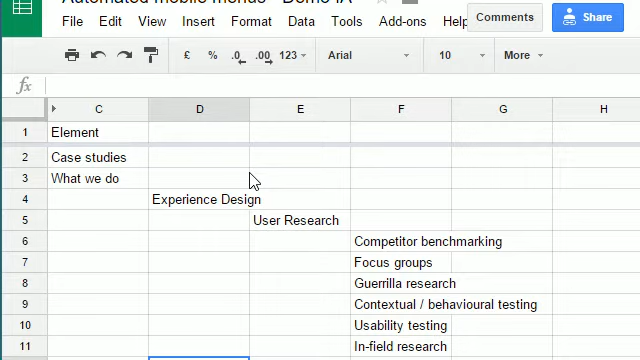 Automated mobile menus - Demo IA
File Edit View Insert Format Data Tools Add-ons Help
Comments
Share
£ % .0 .00 123 Arial 10 More
fx
C D E F G H
1 Element
2 Case studies
3 What we do
4 Experience Design
5 User Research
6 Competitor benchmarking
7 Focus groups
8 Guerrilla research
9 Contextual / behavioural testing
10 Usability testing
11 In-field research